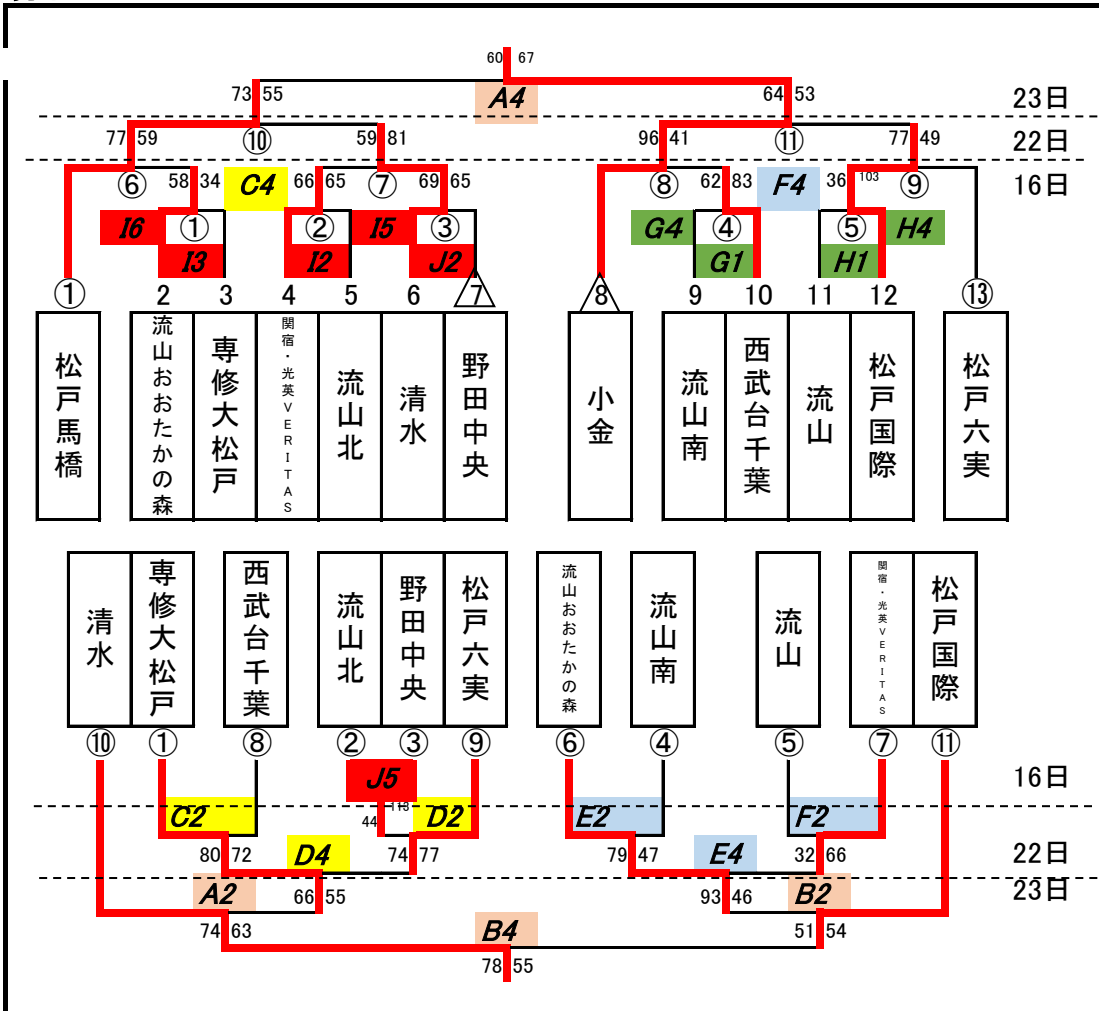 60 67
73 55 A4 64 53 23日
77 59 ⑩ 59 81 96 41 ⑪ 77 49 22日
⑥ 58 34 C4 66 65 ⑦ 69 65 ⑧ 62 83 F4 36 103 ⑨ 16日
I6 ① ② I5 ③ G4 ④ ⑤ H4
I3 I2 J2 G1 H1
① 2 3 4 5 6 7 8 9 10 11 12 ⑬
松戸馬橋
流山おおたかの森
専修大松戸
関宿・光英VERITAS
流山北
清水
野田中央
小金
流山南
西武台千葉
流山
松戸国際
松戸六実
清水
専修大松戸
西武台千葉
流山北
野田中央
松戸六実
流山おおたかの森
流山南
流山
関宿・光英VERITAS
松戸国際
⑩ ① ⑧ ② ③ ⑨ ⑥ ④ ⑤ ⑦ ⑪
J5 16日
C2 44 113 D2 E2 F2
80 72 D4 74 77 79 47 E4 32 66 22日
A2 66 55 93 46 B2 23日
74 63 B4 51 54
78 55